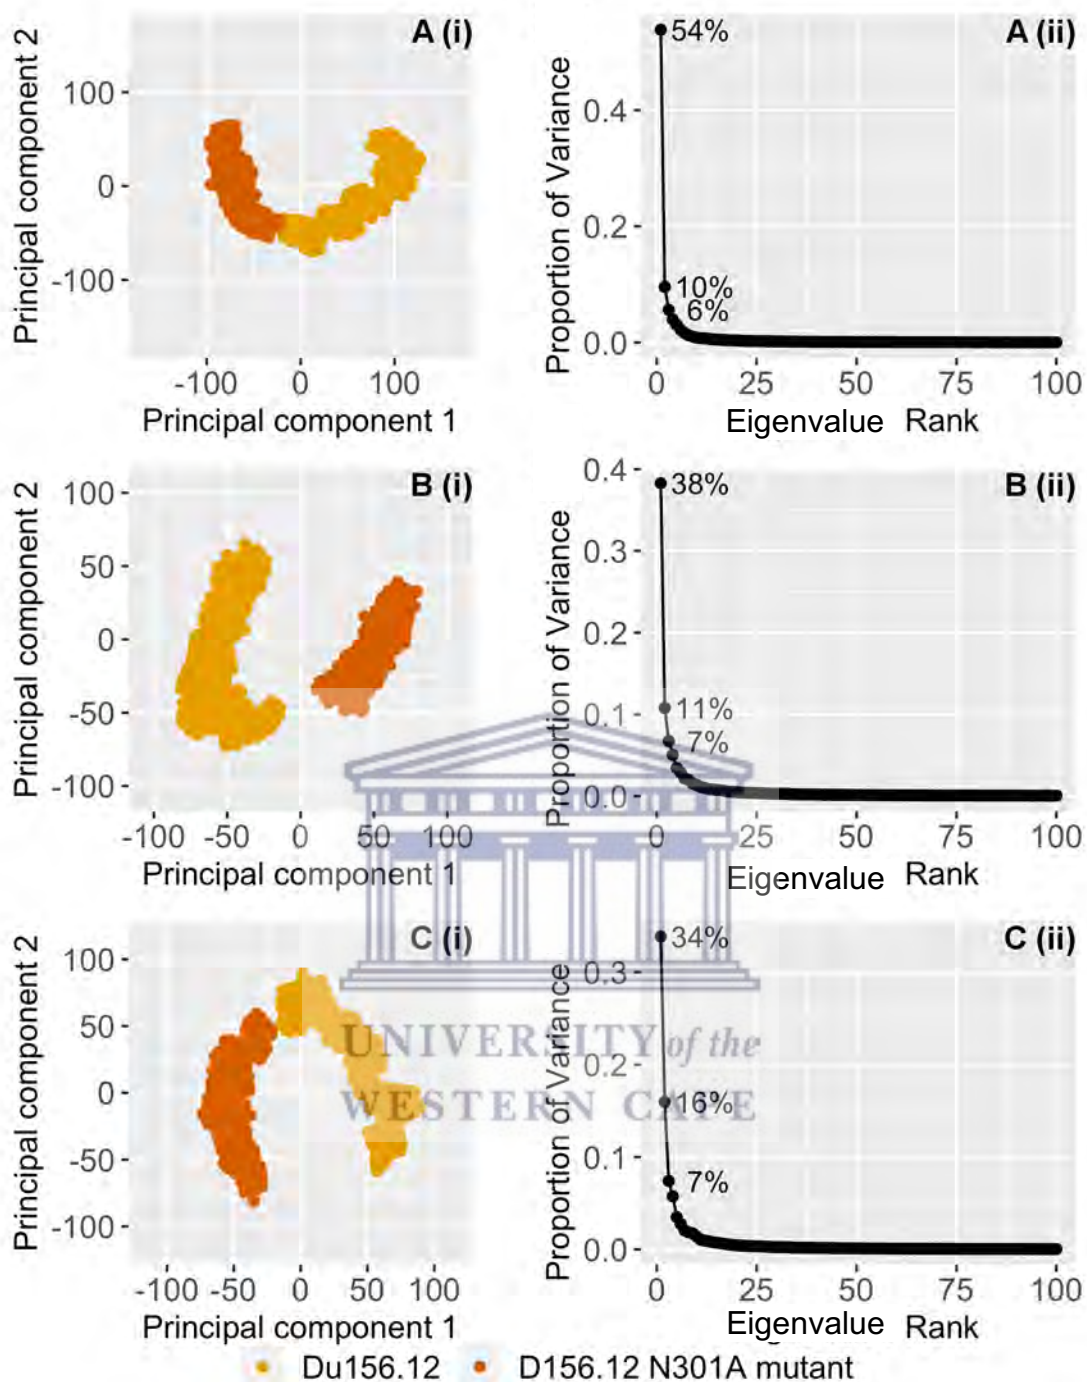 A (i)
Principal component 2
100
0
-100
-100 0 100
Principal component 1
A (ii)
Proportion of Variance
54%
0.4
0.2
10%
6%
0.0
0 25 50 75 100
Eigenvalue Rank
B (i)
Principal component 2
100
50
0
-50
-100
-100 -50 0 50 100
Principal component 1
B (ii)
Proportion of Variance
0.4
38%
0.3
0.2
0.1
11%
7%
0.0
0 25 50 75 100
Eigenvalue Rank
C (i)
Principal component 2
100
50
0
-50
-100
-100 -50 0 50 100
Principal component 1
C (ii)
Proportion of Variance
34%
0.3
0.2
16%
0.1
7%
0.0
0 25 50 75 100
Eigenvalue Rank
UNIVERSITY of the
WESTERN CAPE
Du156.12 D156.12 N301A mutant